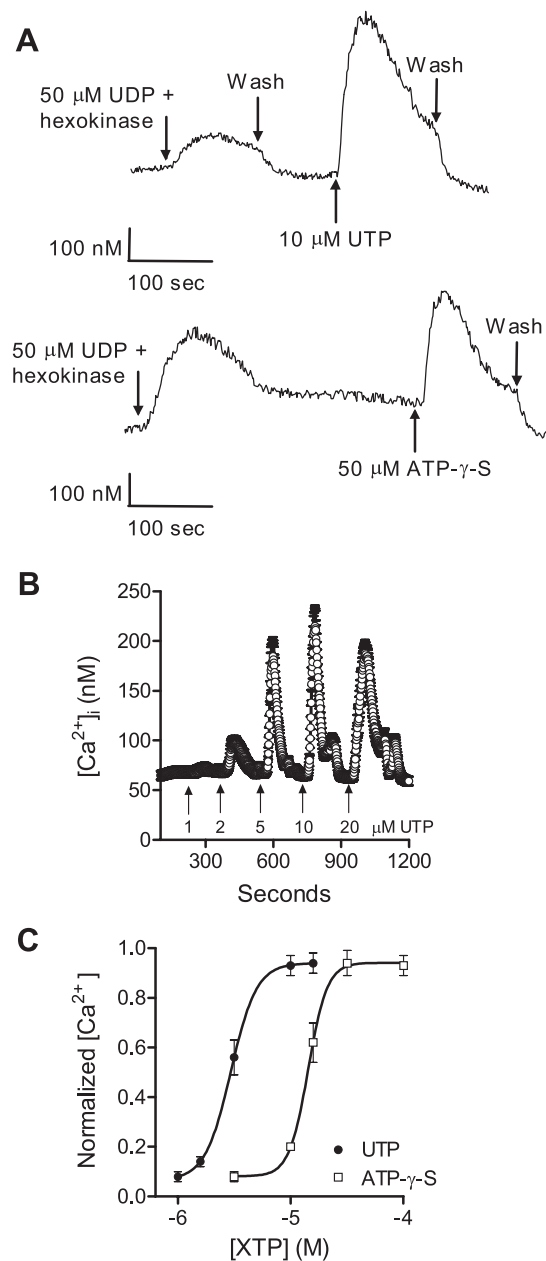 A
50 μM UDP +
hexokinase
Wash
Wash
10 μM UTP
100 nM
100 sec
50 μM UDP +
hexokinase
Wash
50 μM ATP-γ-S
100 nM
100 sec
B
[Ca²⁺]ᵢ (nM)
250
200
150
100
50
0
1 2 5 10 20 μM UTP
300 600 900 1200
Seconds
C
Normalized [Ca²⁺]
1.0
0.8
0.6
0.4
0.2
0.0
UTP
ATP-γ-S
-6 -5 -4
[XTP] (M)